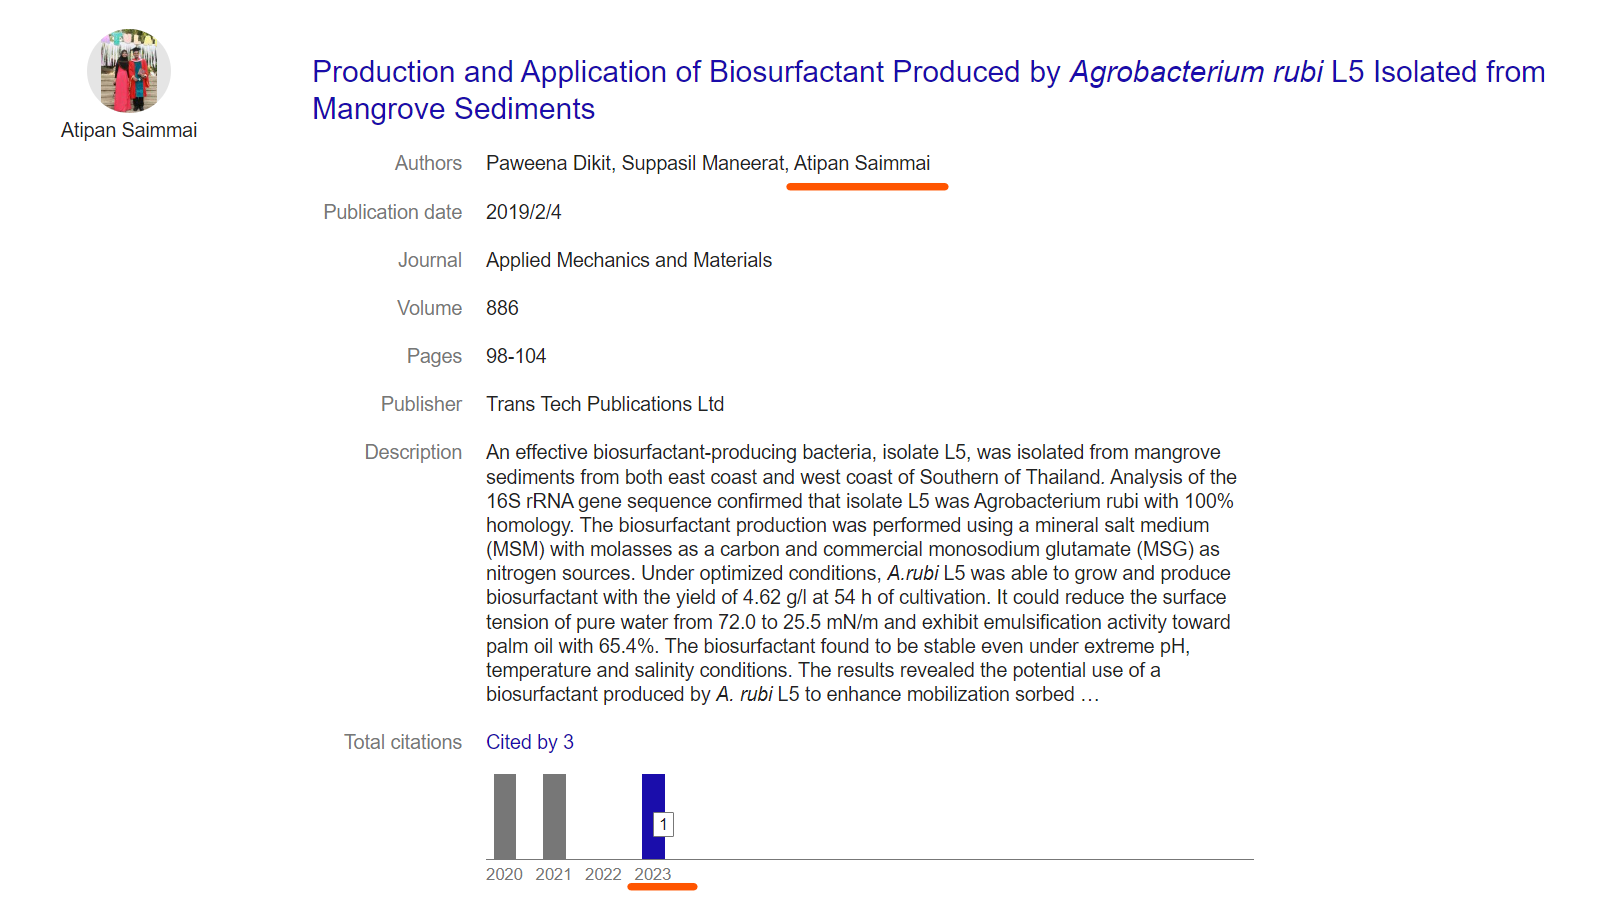 Atipan Saimmai
Production and Application of Biosurfactant Produced by Agrobacterium rubi L5 Isolated from
Mangrove Sediments
Authors Paweena Dikit, Suppasil Maneerat, Atipan Saimmai
Publication date 2019/2/4
Journal Applied Mechanics and Materials
Volume 886
Pages 98-104
Publisher Trans Tech Publications Ltd
Description An effective biosurfactant-producing bacteria, isolate L5, was isolated from mangrove
sediments from both east coast and west coast of Southern of Thailand. Analysis of the
16S rRNA gene sequence confirmed that isolate L5 was Agrobacterium rubi with 100%
homology. The biosurfactant production was performed using a mineral salt medium
(MSM) with molasses as a carbon and commercial monosodium glutamate (MSG) as
nitrogen sources. Under optimized conditions, A.rubi L5 was able to grow and produce
biosurfactant with the yield of 4.62 g/l at 54 h of cultivation. It could reduce the surface
tension of pure water from 72.0 to 25.5 mN/m and exhibit emulsification activity toward
palm oil with 65.4%. The biosurfactant found to be stable even under extreme pH,
temperature and salinity conditions. The results revealed the potential use of a
biosurfactant produced by A. rubi L5 to enhance mobilization sorbed …
Total citations Cited by 3
1
2020 2021 2022 2023